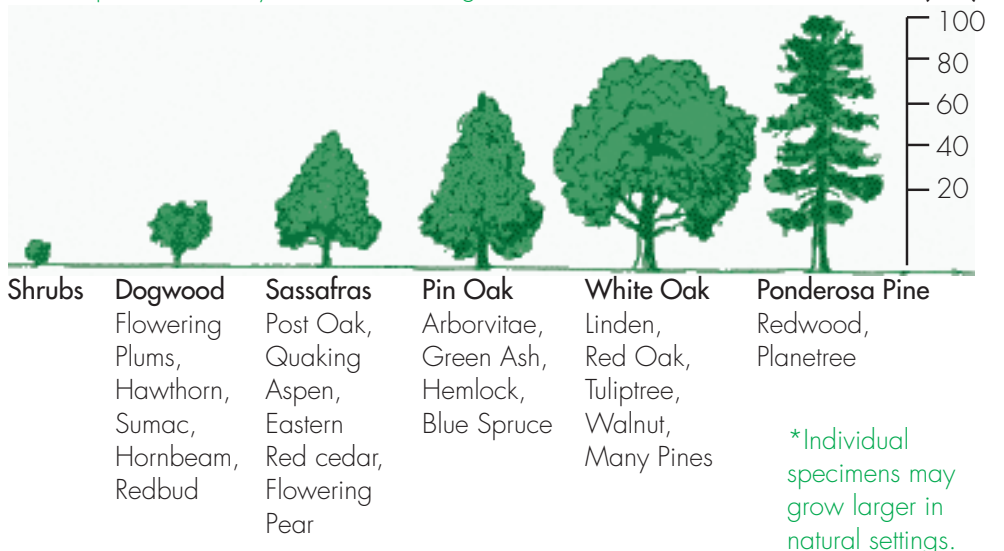 100
80
60
40
20
Shrubs
Dogwood
Flowering
Plums,
Hawthorn,
Sumac,
Hornbeam,
Redbud
Sassafras
Post Oak,
Quaking
Aspen,
Eastern
Red cedar,
Flowering
Pear
Pin Oak
Arborvitae,
Green Ash,
Hemlock,
Blue Spruce
White Oak
Linden,
Red Oak,
Tuliptree,
Walnut,
Many Pines
Ponderosa Pine
Redwood,
Planetree
*Individual
specimens may
grow larger in
natural settings.